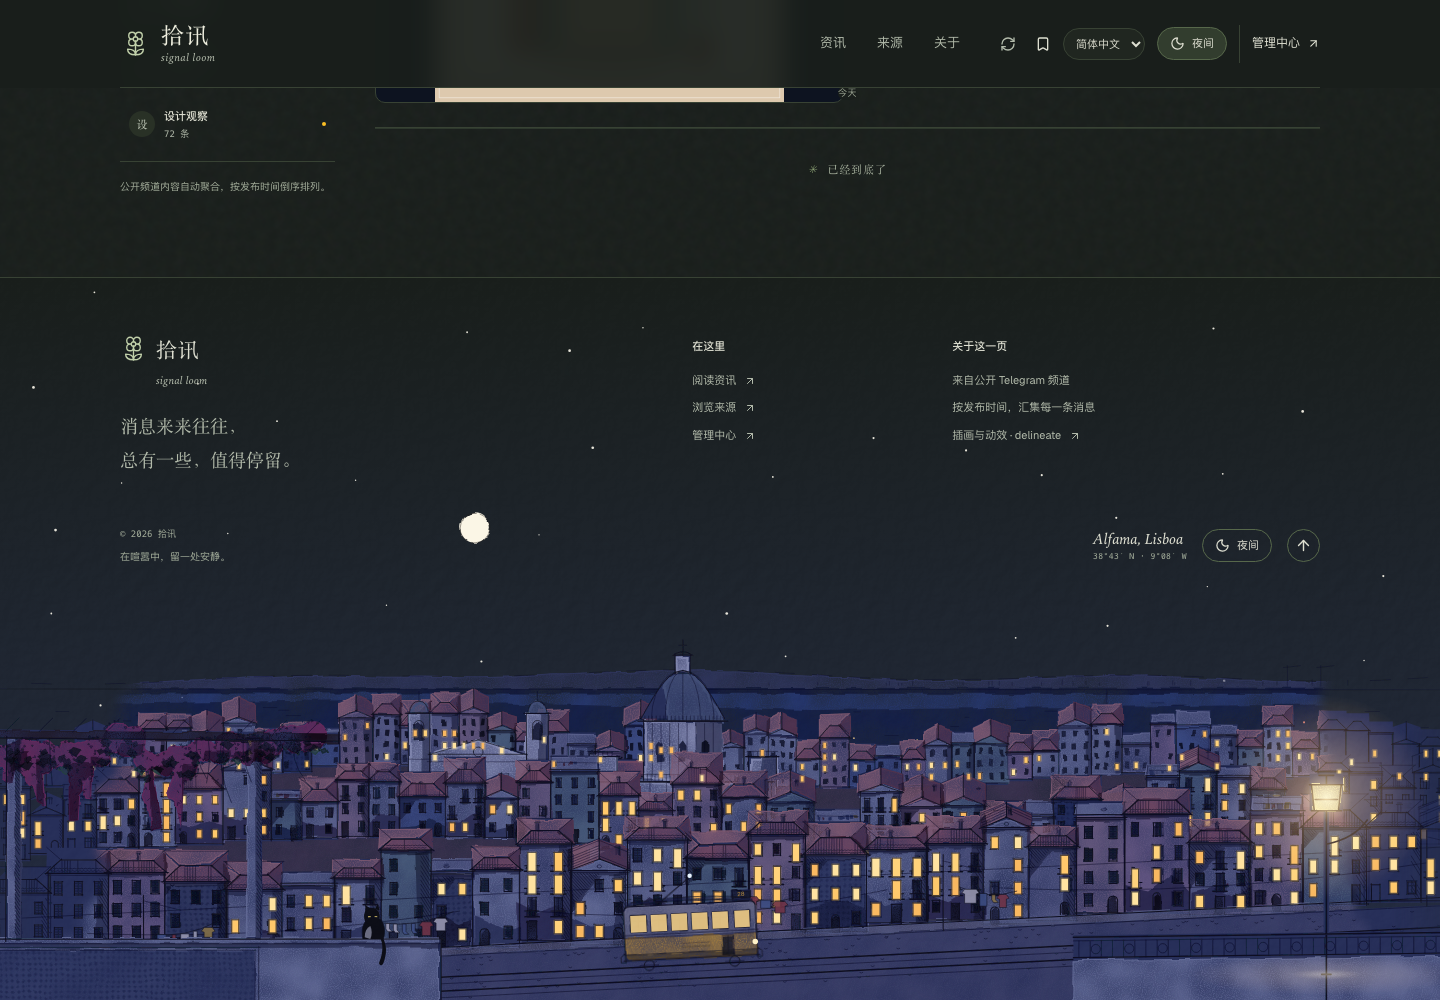 拾讯
signal loom
资讯
来源
关于
简体中文
夜间
管理中心
今天
设
设计观察
72 条
公开频道内容自动聚合，按发布时间倒序排列。
已经到底了
拾讯
signal loom
消息来来往往，
总有一些，值得停留。
在这里
阅读资讯
浏览来源
管理中心
关于这一页
来自公开 Telegram 频道
按发布时间，汇集每一条消息
插画与动效 · delineate
© 2026 拾讯
在喧嚣中，留一处安静。
Alfama, Lisboa
38°43′ N · 9°08′ W
夜间
28